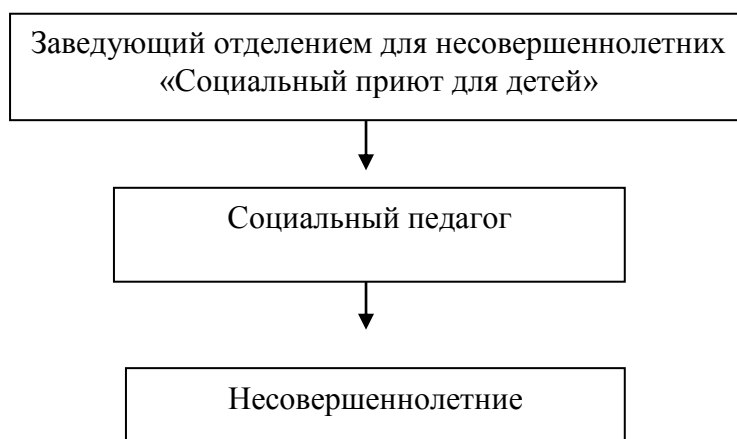 Заведующий отделением для несовершеннолетних
«Социальный приют для детей»
Социальный педагог
Несовершеннолетние